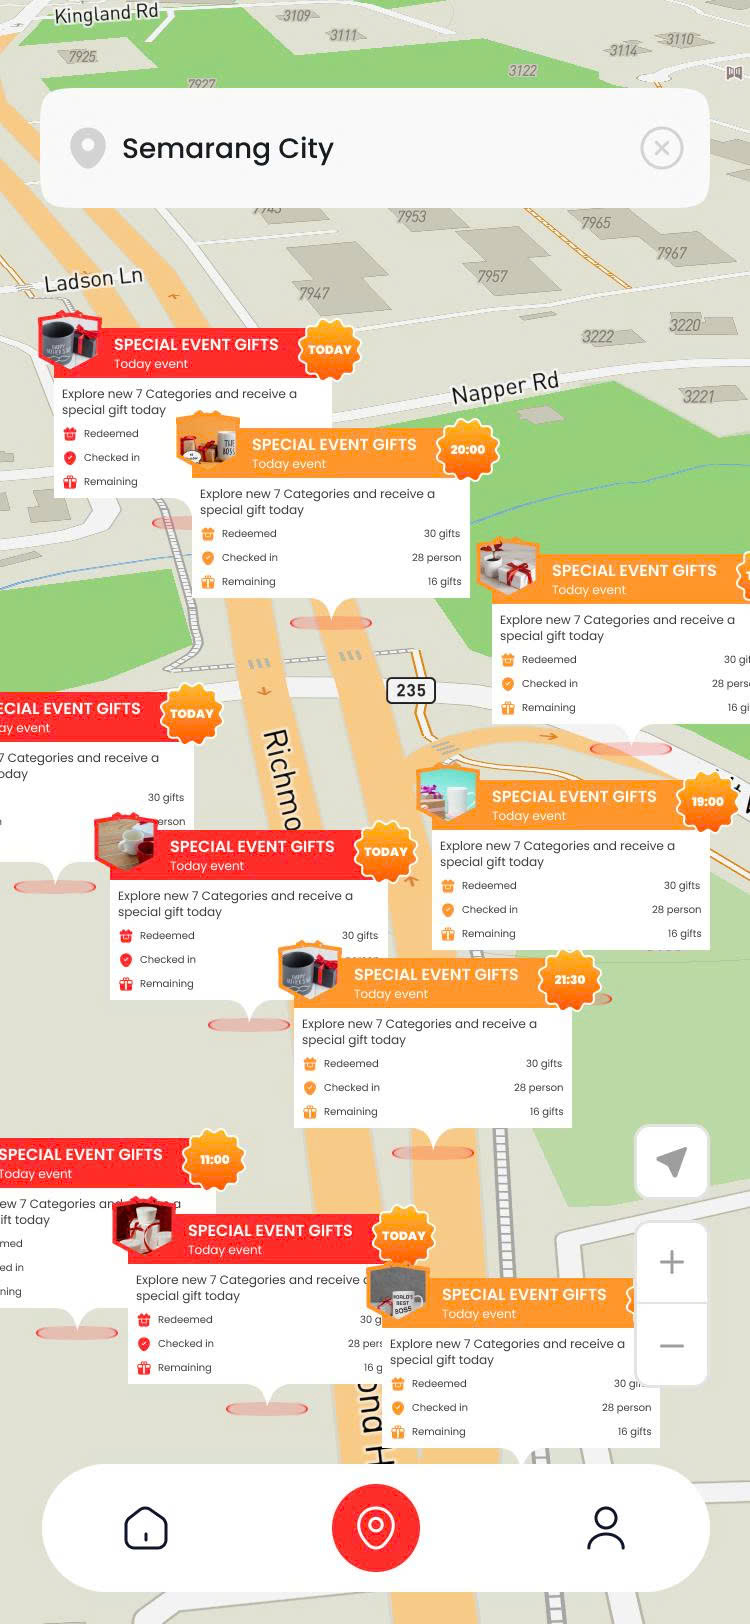 Kingland Rd
3109
3111
3110
3114
7925
3122
7927
Semarang City
7943
7953
7965
7967
Ladson Ln
7957
7947
3220
3222
SPECIAL EVENT GIFTS
Today event
TODAY
Explore new 7 Categories and receive a
special gift today
Redeemed
Checked in
Remaining
Napper Rd
3221
SPECIAL EVENT GIFTS
Today event
20:00
Explore new 7 Categories and receive a
special gift today
Redeemed 30 gifts
Checked in 28 person
Remaining 16 gifts
SPECIAL EVENT GIFTS
Today event
Explore new 7 Categories and receive a
special gift today
Redeemed 30 gif
Checked in 28 perso
Remaining 16 gi
235
ECIAL EVENT GIFTS
ay event
TODAY
7 Categories and receive a
oday
30 gifts
erson
Richmo
SPECIAL EVENT GIFTS
Today event
19:00
Explore new 7 Categories and receive a
special gift today
Redeemed 30 gifts
Checked in 28 person
Remaining 16 gifts
SPECIAL EVENT GIFTS
Today event
TODAY
Explore new 7 Categories and receive a
special gift today
Redeemed 30 gifts
Checked in
Remaining
SPECIAL EVENT GIFTS
Today event
21:30
Explore new 7 Categories and receive a
special gift today
Redeemed 30 gifts
Checked in 28 person
Remaining 16 gifts
SPECIAL EVENT GIFTS
Today event
11:00
ew 7 Categories and
ift today
med
ed in
ning
SPECIAL EVENT GIFTS
Today event
TODAY
Explore new 7 Categories and receive
special gift today
Redeemed 30 g
Checked in 28 pers
Remaining 16 g
SPECIAL EVENT GIFTS
Today event
WORLD'S
BEST
BOSS
Explore new 7 Categories and receive a
special gift today
Redeemed 30 gi
Checked in 28 person
Remaining 16 gifts
ona H